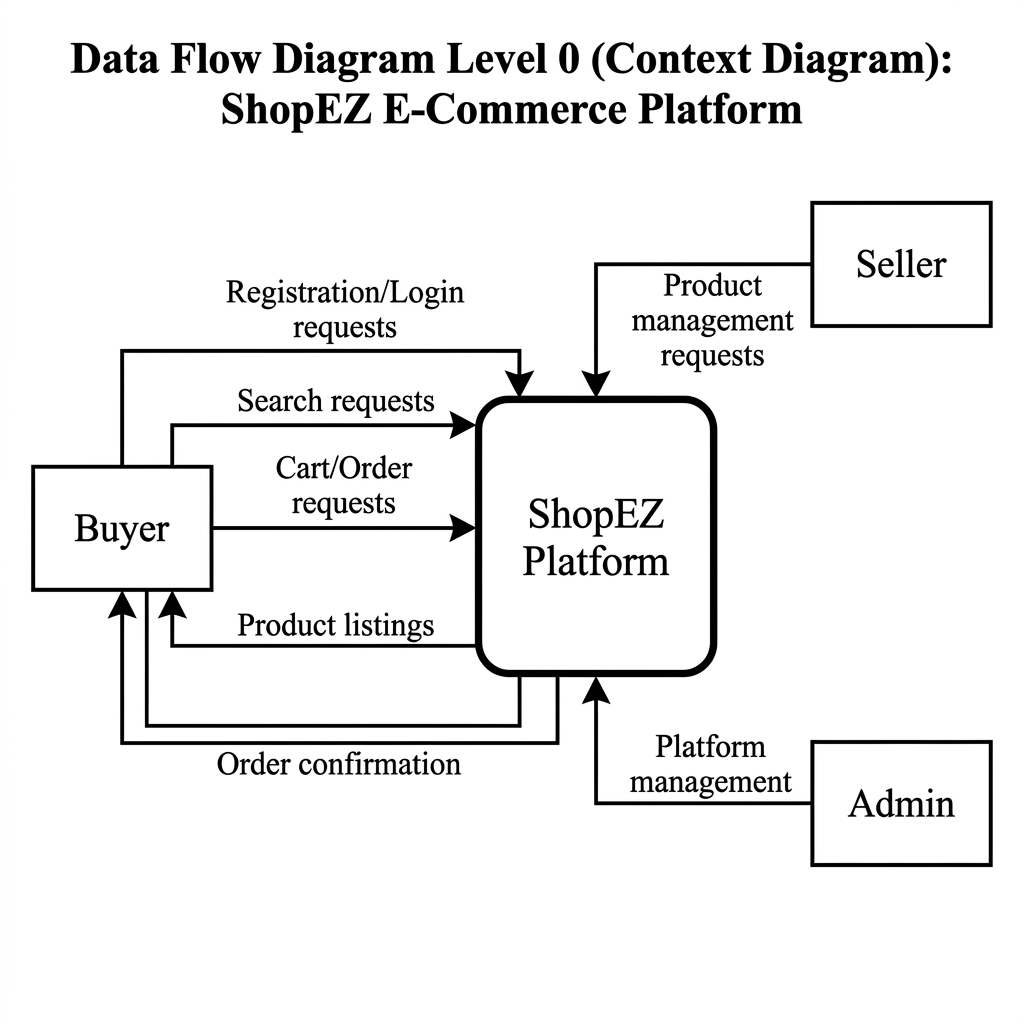 Data Flow Diagram Level 0 (Context Diagram):
ShopEZ E-Commerce Platform
Seller
Product
management
requests
Registration/Login
requests
Search requests
Cart/Order
requests
Buyer
ShopEZ
Platform
Product listings
Order confirmation
Platform
management
Admin